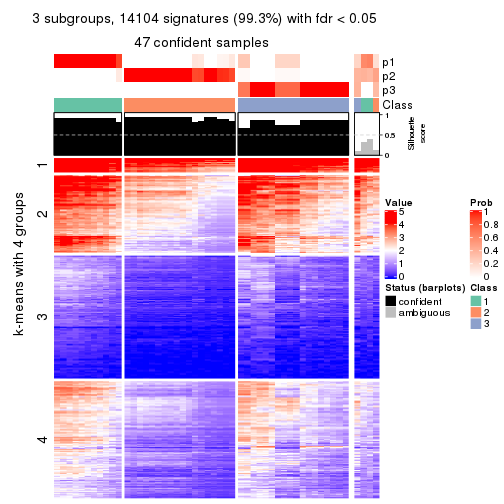 3 subgroups, 14104 signatures (99.3%) with fdr < 0.05
47 confident samples
p1
p2
p3
Class
1
0.5
0
Silhouette
score
k-means with 4 groups
1
2
3
4
Value
5
4
3
2
1
0
Prob
1
0.8
0.6
0.4
0.2
0
Status (barplots)
confident
ambiguous
Class
1
2
3